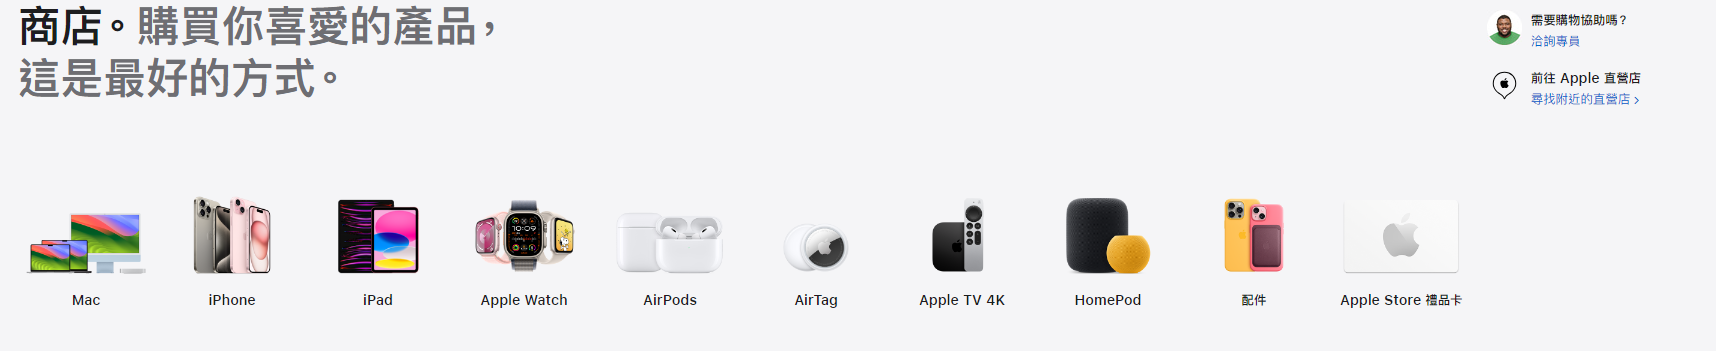 商店。購買你喜愛的產品，
這是最好的方式。
需要購物協助嗎？
洽詢專員
前往 Apple 直營店
尋找附近的直營店 >
Mac
iPhone
iPad
Apple Watch
AirPods
AirTag
Apple TV 4K
HomePod
配件
Apple Store 禮品卡